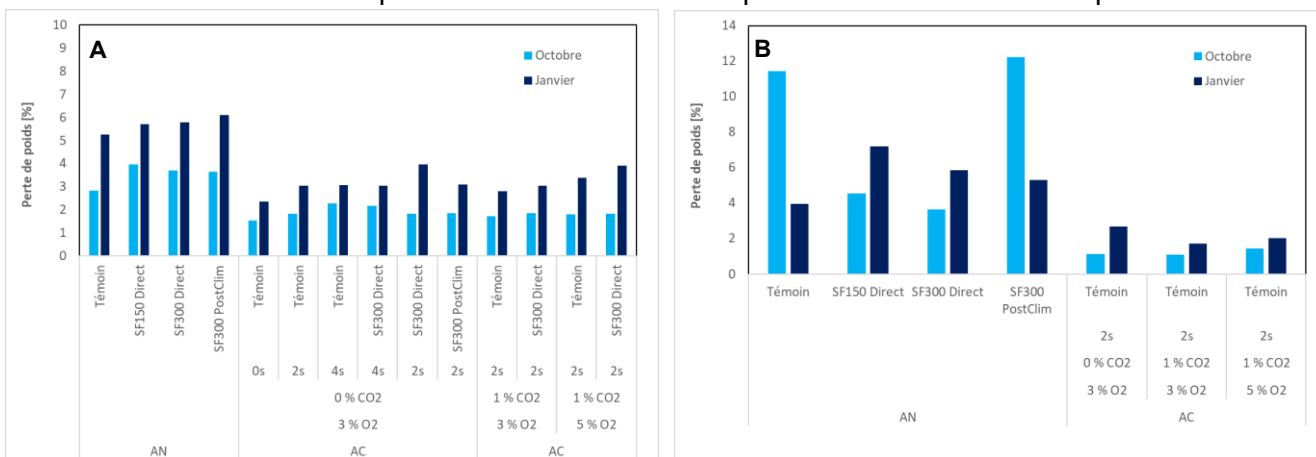 A
Perte de poids [%]
10
9
8
7
6
5
4
3
2
1
0
Octobre
Janvier
Témoin
SF150 Direct
SF300 Direct
SF300 PostClim
Témoin
Témoin
Témoin
SF300 Direct
SF300 Direct
SF300 PostClim
Témoin
SF300 Direct
Témoin
SF300 Direct
0s 2s 4s 4s 2s 2s 2s 2s 2s 2s
0 % CO2 1 % CO2 1 % CO2
3 % O2 3 % O2 5 % O2
AN AC AC
B
Perte de poids [%]
14
12
10
8
6
4
2
0
Octobre
Janvier
Témoin SF150 Direct SF300 Direct SF300 Témoin Témoin Témoin
PostClim
2s 2s 2s
0 % CO2 1 % CO2 1 % CO2
3 % O2 3 % O2 5 % O2
AN AC